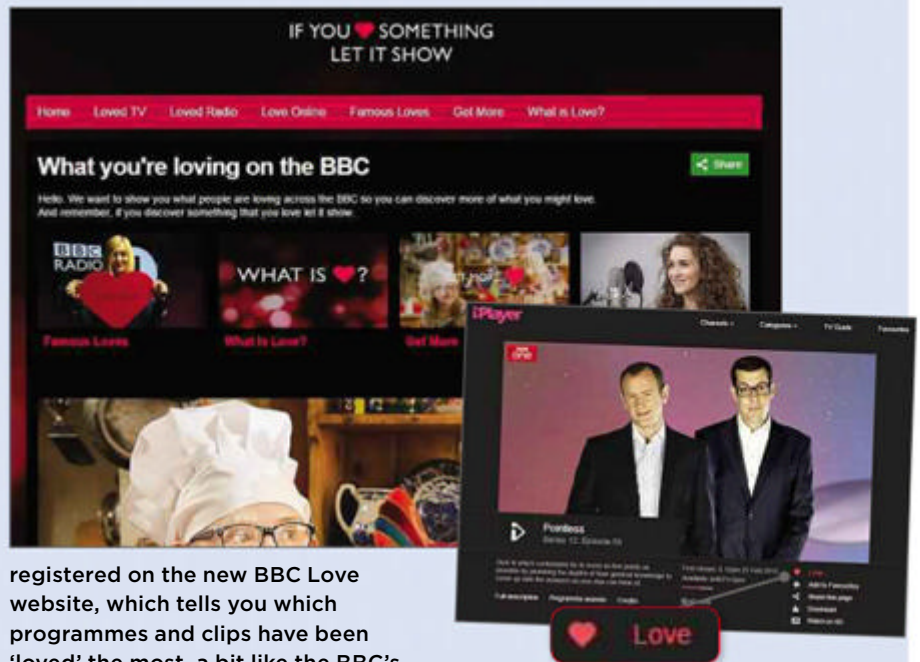 IF YOU ❤ SOMETHING
LET IT SHOW
Home Loved TV Loved Radio Love Online Famous Loves Get More What is Love?
What you're loving on the BBC
Share
Hello. We want to show you what people are loving across the BBC so you can discover more of what you might love.
And remember, if you discover something that you love let it show.
BBC
RADIO
WHAT IS ❤?
Famous Loves
What Is Love?
Get More
iPlayer
Channels
Categories
TV Guide
Favourites
one
Pointless
Series 12: Episode
Love
Add to Favourites
Share this page
Download
Full description Programme website Credits
Love
registered on the new BBC Love
website, which tells you which
programmes and clips have been
'loved' the most, a bit like the BBC's